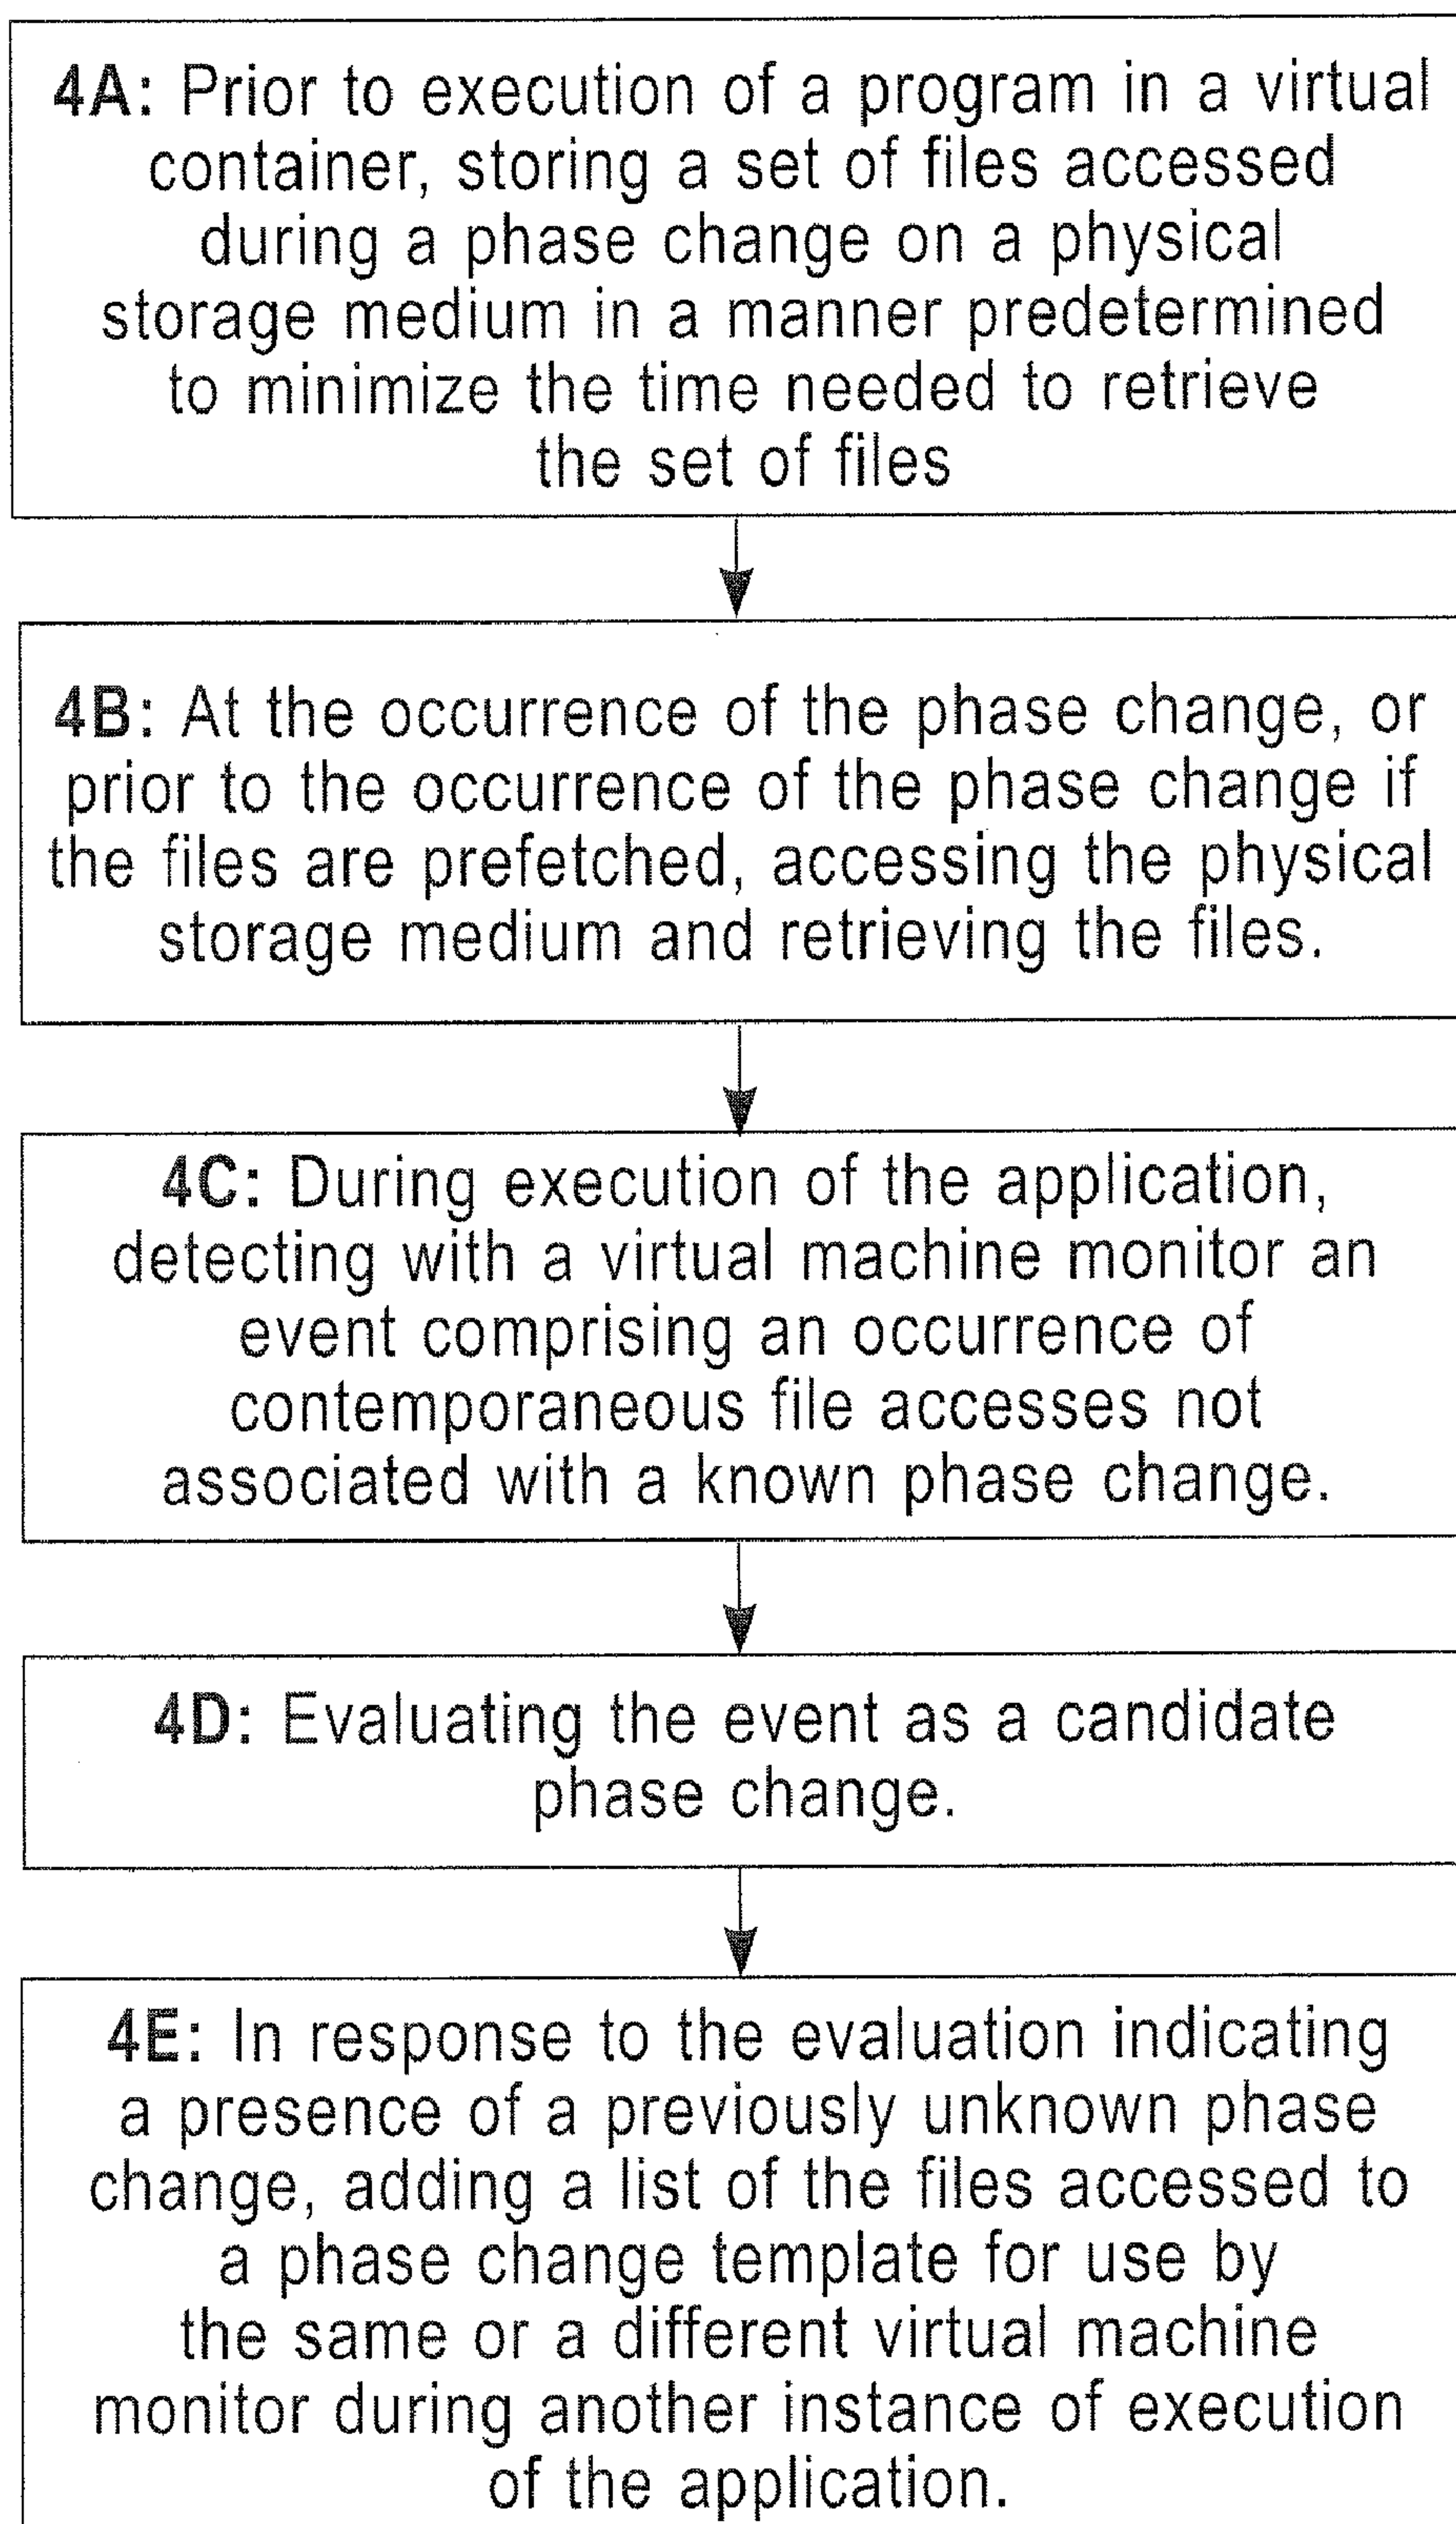 4A: Prior to execution of a program in a virtual
container, storing a set of files accessed
during a phase change on a physical
storage medium in a manner predetermined
to minimize the time needed to retrieve
the set of files
4B: At the occurrence of the phase change, or
prior to the occurrence of the phase change if
the files are prefetched, accessing the physical
storage medium and retrieving the files.
4C: During execution of the application,
detecting with a virtual machine monitor an
event comprising an occurrence of
contemporaneous file accesses not
associated with a known phase change.
4D: Evaluating the event as a candidate
phase change.
4E: In response to the evaluation indicating
a presence of a previously unknown phase
change, adding a list of the files accessed to
a phase change template for use by
the same or a different virtual machine
monitor during another instance of execution
of the application.